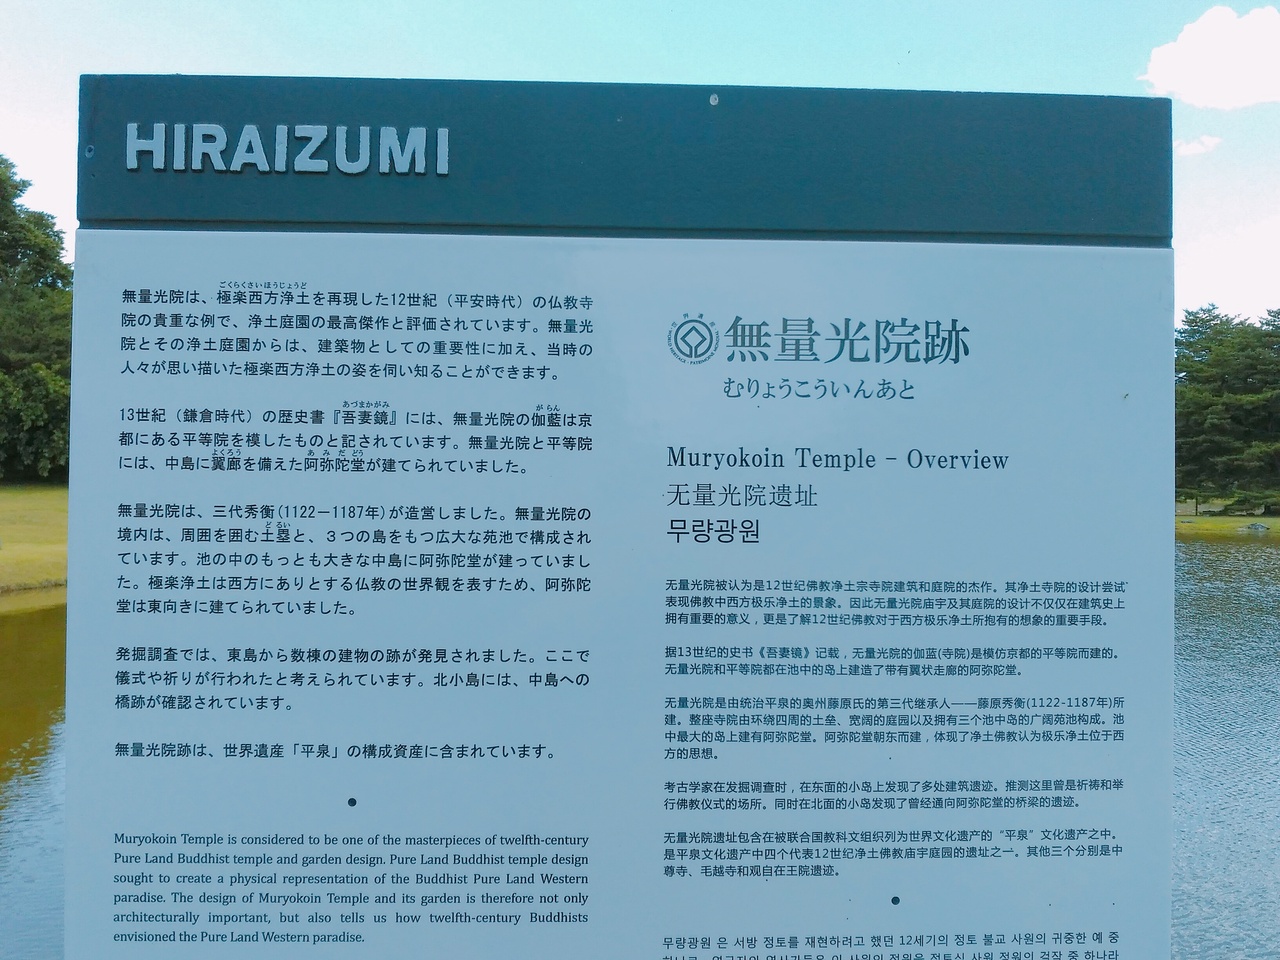 HIRAIZUMI
ごくらくさいほうじょうど
無量光院は、極楽西方浄土を再現した12世紀（平安時代）の仏教寺
院の貴重な例で、浄土庭園の最高傑作と評価されています。無量光
院とその浄土庭園からは、建築物としての重要性に加え、当時の
人々が思い描いた極楽西方浄土の姿を伺い知ることができます。
あづまかがみ がらん
13世紀（鎌倉時代）の歴史書『吾妻鏡』には、無量光院の伽藍は京
都にある平等院を模したものと記されています。無量光院と平等院
よくろう あみだどう
には、中島に翼廊を備えた阿弥陀堂が建てられていました。
無量光院は、三代秀衡(1122－1187年)が造営しました。無量光院の
どるい
境内は、周囲を囲む土塁と、３つの島をもつ広大な苑池で構成され
ています。池の中のもっとも大きな中島に阿弥陀堂が建っていまし
た。極楽浄土は西方にありとする仏教の世界観を表すため、阿弥陀
堂は東向きに建てられていました。
発掘調査では、東島から数棟の建物の跡が発見されました。ここで
儀式や祈りが行われたと考えられています。北小島には、中島への
橋跡が確認されています。
無量光院跡は、世界遺産「平泉」の構成資産に含まれています。
Muryokoin Temple is considered to be one of the masterpieces of twelfth-century
Pure Land Buddhist temple and garden design. Pure Land Buddhist temple design
sought to create a physical representation of the Buddhist Pure Land Western
paradise. The design of Muryokoin Temple and its garden is therefore not only
architecturally important, but also tells us how twelfth-century Buddhists
envisioned the Pure Land Western paradise.
無量光院跡
むりょうこういんあと
Muryokoin Temple – Overview
无量光院遗址
무량광원
无量光院被认为是12世纪佛教净土宗寺院建筑和庭院的杰作。其净土寺院的设计尝试
表现佛教中西方极乐净土的景象。因此无量光院庙宇及其庭院的设计不仅仅在建筑史上
拥有重要的意义，更是了解12世纪佛教对于西方极乐净土所抱有的想象的重要手段。
据13世纪的史书《吾妻镜》记载，无量光院的伽蓝(寺院)是模仿京都的平等院而建的。
无量光院和平等院都在池中的岛上建造了带有翼状走廊的阿弥陀堂。
无量光院是由统治平泉的奥州藤原氏的第三代继承人——藤原秀衡(1122-1187年)所
建。整座寺院由环绕四周的土垒、宽阔的庭园以及拥有三个池中岛的广阔苑池构成。池
中最大的岛上建有阿弥陀堂。阿弥陀堂朝东而建，体现了净土佛教认为极乐净土位于西
方的思想。
考古学家在发掘调查时，在东面的小岛上发现了多处建筑遗迹。推测这里曾是祈祷和举
行佛教仪式的场所。同时在北面的小岛发现了曾经通向阿弥陀堂的桥梁的遗迹。
无量光院遗址包含在被联合国教科文组织列为世界文化遗产的“平泉”文化遗产之中。
是平泉文化遗产中四个代表12世纪净土佛教庙宇庭园的遗址之一。其他三个分别是中
尊寺、毛越寺和观自在王院遗迹。
무량광원 은 서방 정토를 재현하려고 했던 12세기의 정토 불교 사원의 귀중한 예 중